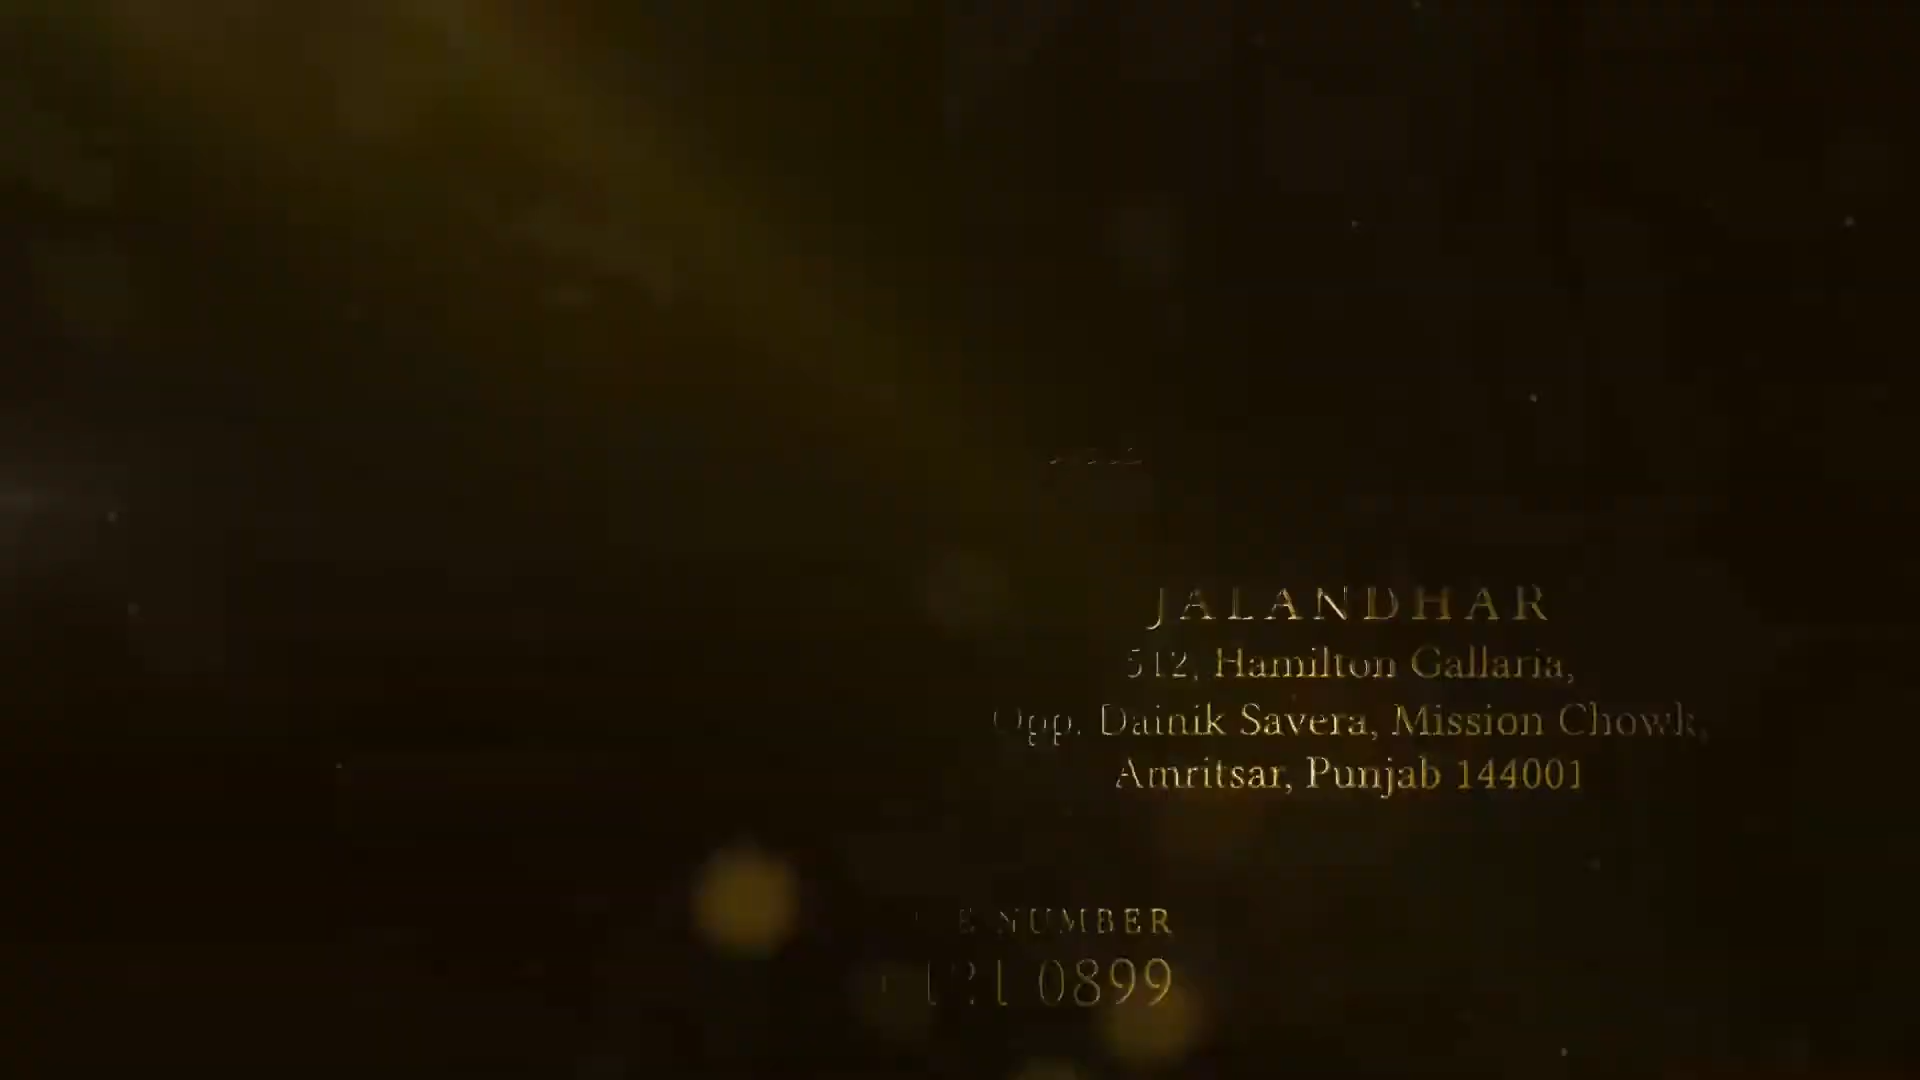 JALANDHAR
512, Hamilton Gallaria,
Opp. Dainik Savera, Mission Chowk,
Amritsar, Punjab 144001
NUMBER
0899